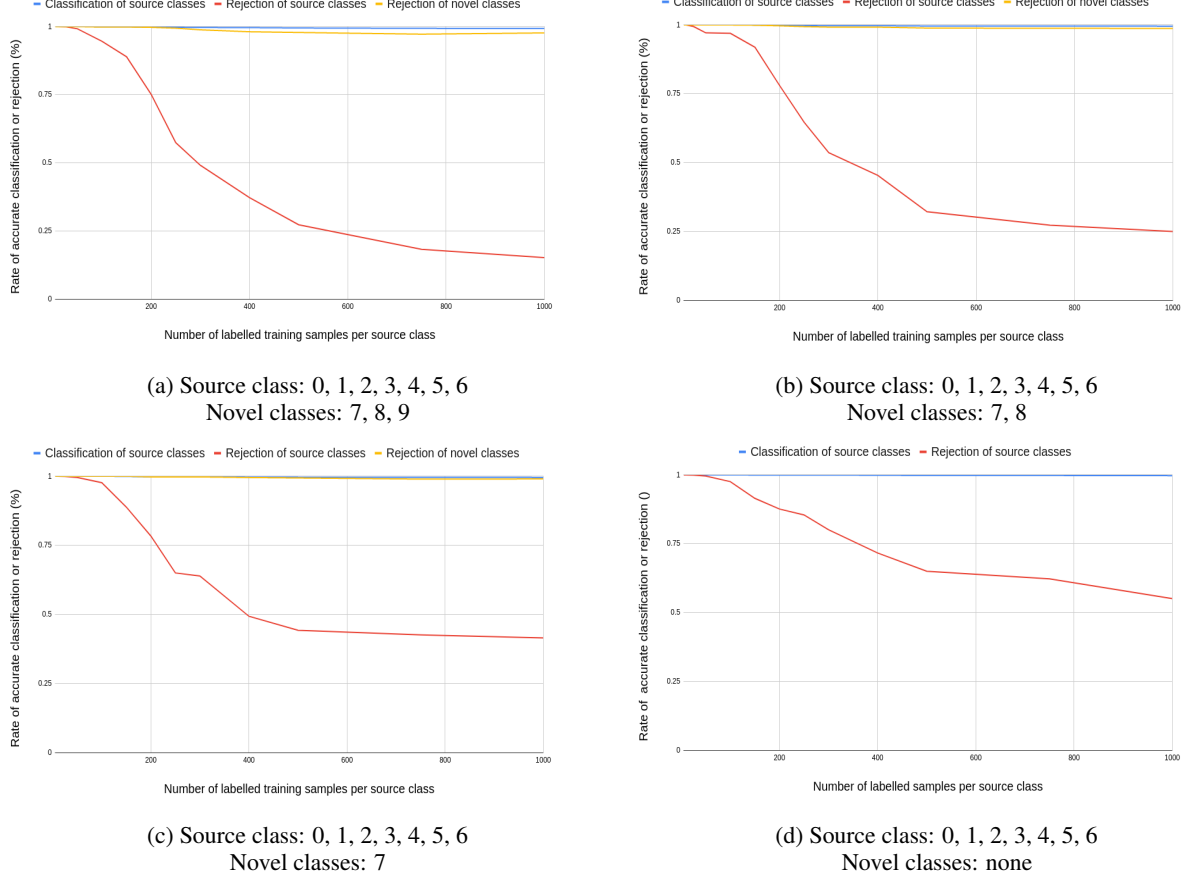 Classification of source classes Rejection of source classes Rejection of novel classes
Rate of accurate classification or rejection (%)
1
0.75
0.5
0.25
0
200 400 600 800 1000
Number of labelled training samples per source class
(a) Source class: 0, 1, 2, 3, 4, 5, 6
Novel classes: 7, 8, 9
Classification of source classes Rejection of source classes Rejection of novel classes
Rate of accurate classification or rejection (%)
1
0.75
0.5
0.25
0
200 400 600 800 1000
Number of labelled training samples per source class
(b) Source class: 0, 1, 2, 3, 4, 5, 6
Novel classes: 7, 8
Classification of source classes Rejection of source classes Rejection of novel classes
Rate of accurate classification or rejection (%)
1
0.75
0.5
0.25
0
200 400 600 800 1000
Number of labelled training samples per source class
(c) Source class: 0, 1, 2, 3, 4, 5, 6
Novel classes: 7
Classification of source classes Rejection of source classes
Rate of accurate classification or rejection ()
1
0.75
0.5
0.25
0
200 400 600 800 1000
Number of labelled training samples per source class
(d) Source class: 0, 1, 2, 3, 4, 5, 6
Novel classes: none